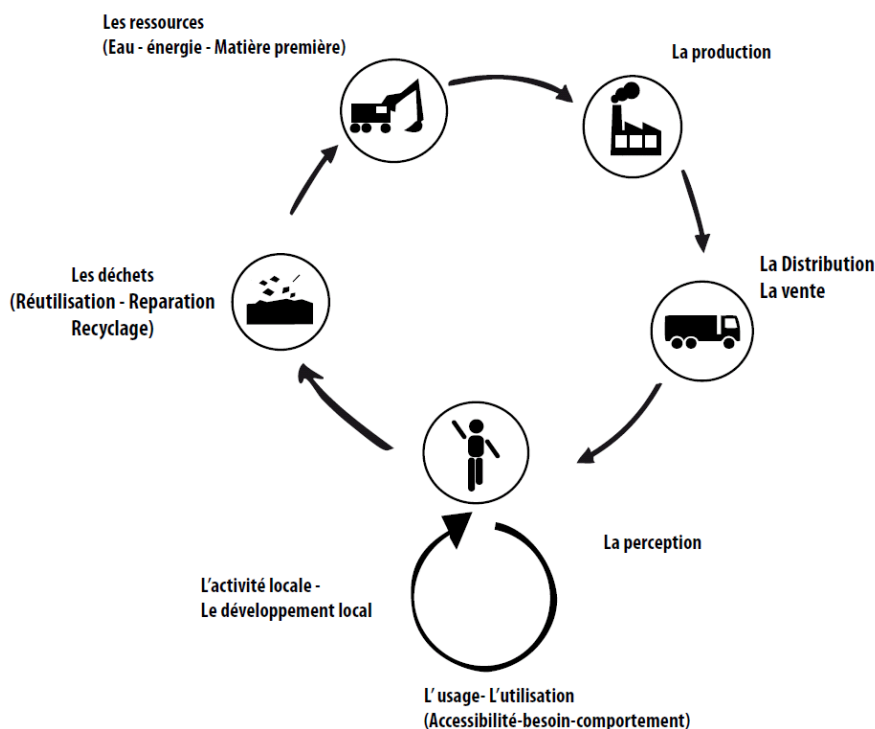 Les ressources
(Eau - énergie - Matière première)
La production
La Distribution
La vente
Les déchets
(Réutilisation - Reparation
Recyclage)
La perception
L'activité locale -
Le développement local
L' usage- L'utilisation
(Accessibilité-besoin-comportement)